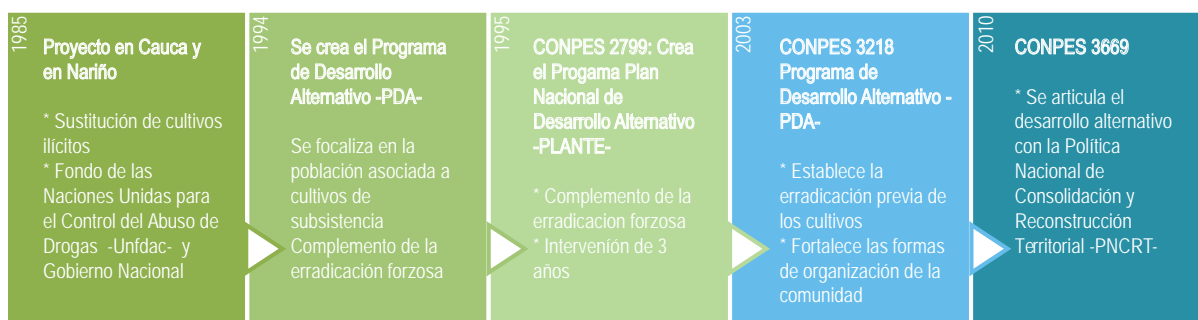 1985
Proyecto en Cauca y
en Nariño
* Sustitución de cultivos
ilícitos
* Fondo de las
Naciones Unidas para
el Control del Abuso de
Drogas -Unfdac- y
Gobierno Nacional
1994
Se crea el Programa
de Desarrollo
Alternativo -PDA-
Se focaliza en la
población asociada a
cultivos de
subsistencia
Complemento de la
erradicación forzosa
1995
CONPES 2799: Crea
el Progama Plan
Nacional de
Desarrollo Alternativo
-PLANTE-
* Complemento de la
erradicacion forzosa
* Intervenión de 3
años
2003
CONPES 3218
Programa de
Desarrollo Alternativo -
PDA-
* Establece la
erradicación previa de
los cultivos
* Fortalece las formas
de organización de la
comunidad
2010
CONPES 3669
* Se articula el
desarrollo alternativo
con la Política
Nacional de
Consolidación y
Reconstrucción
Territorial -PNCRT-